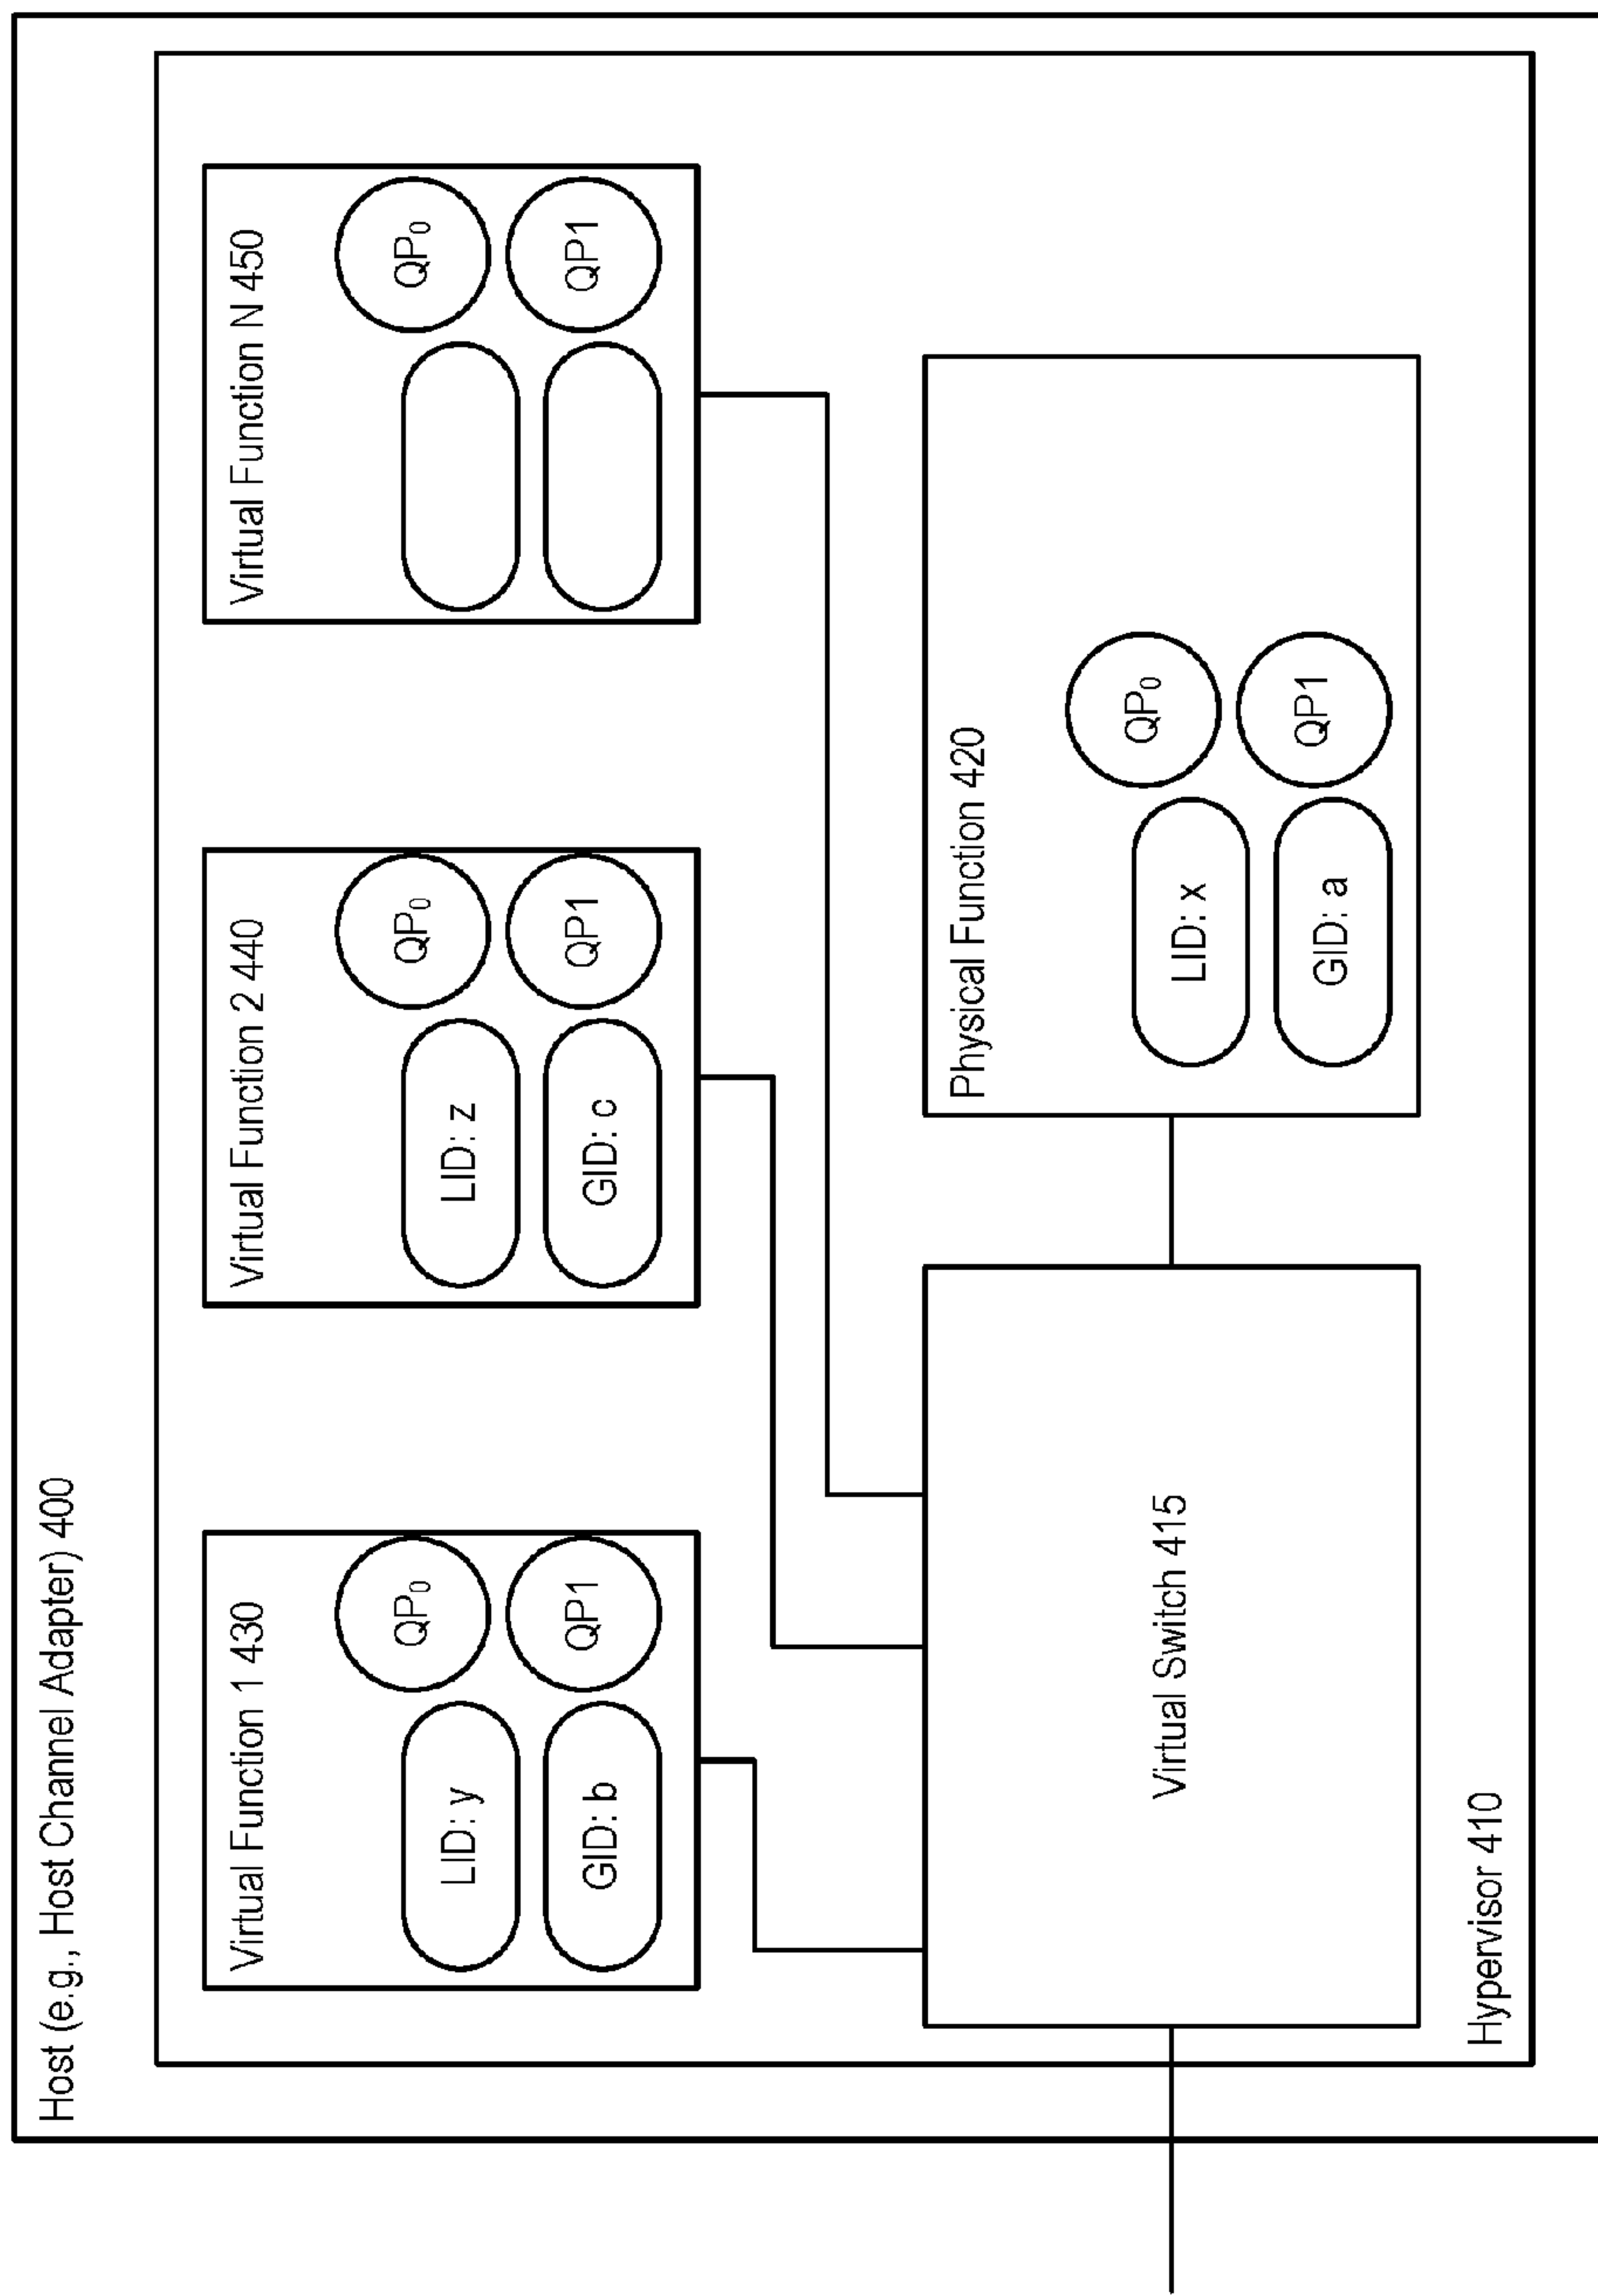 Host (e.g., Host Channel Adapter) 400
Virtual Function 1 430
LID: y
QP₀
GID: b
QP1
Virtual Function 2 440
LID: z
QP₀
GID: c
QP1
Virtual Function N 450
QP₀
QP1
Virtual Switch 415
Physical Function 420
LID: x
QP₀
GID: a
QP1
Hypervisor 410